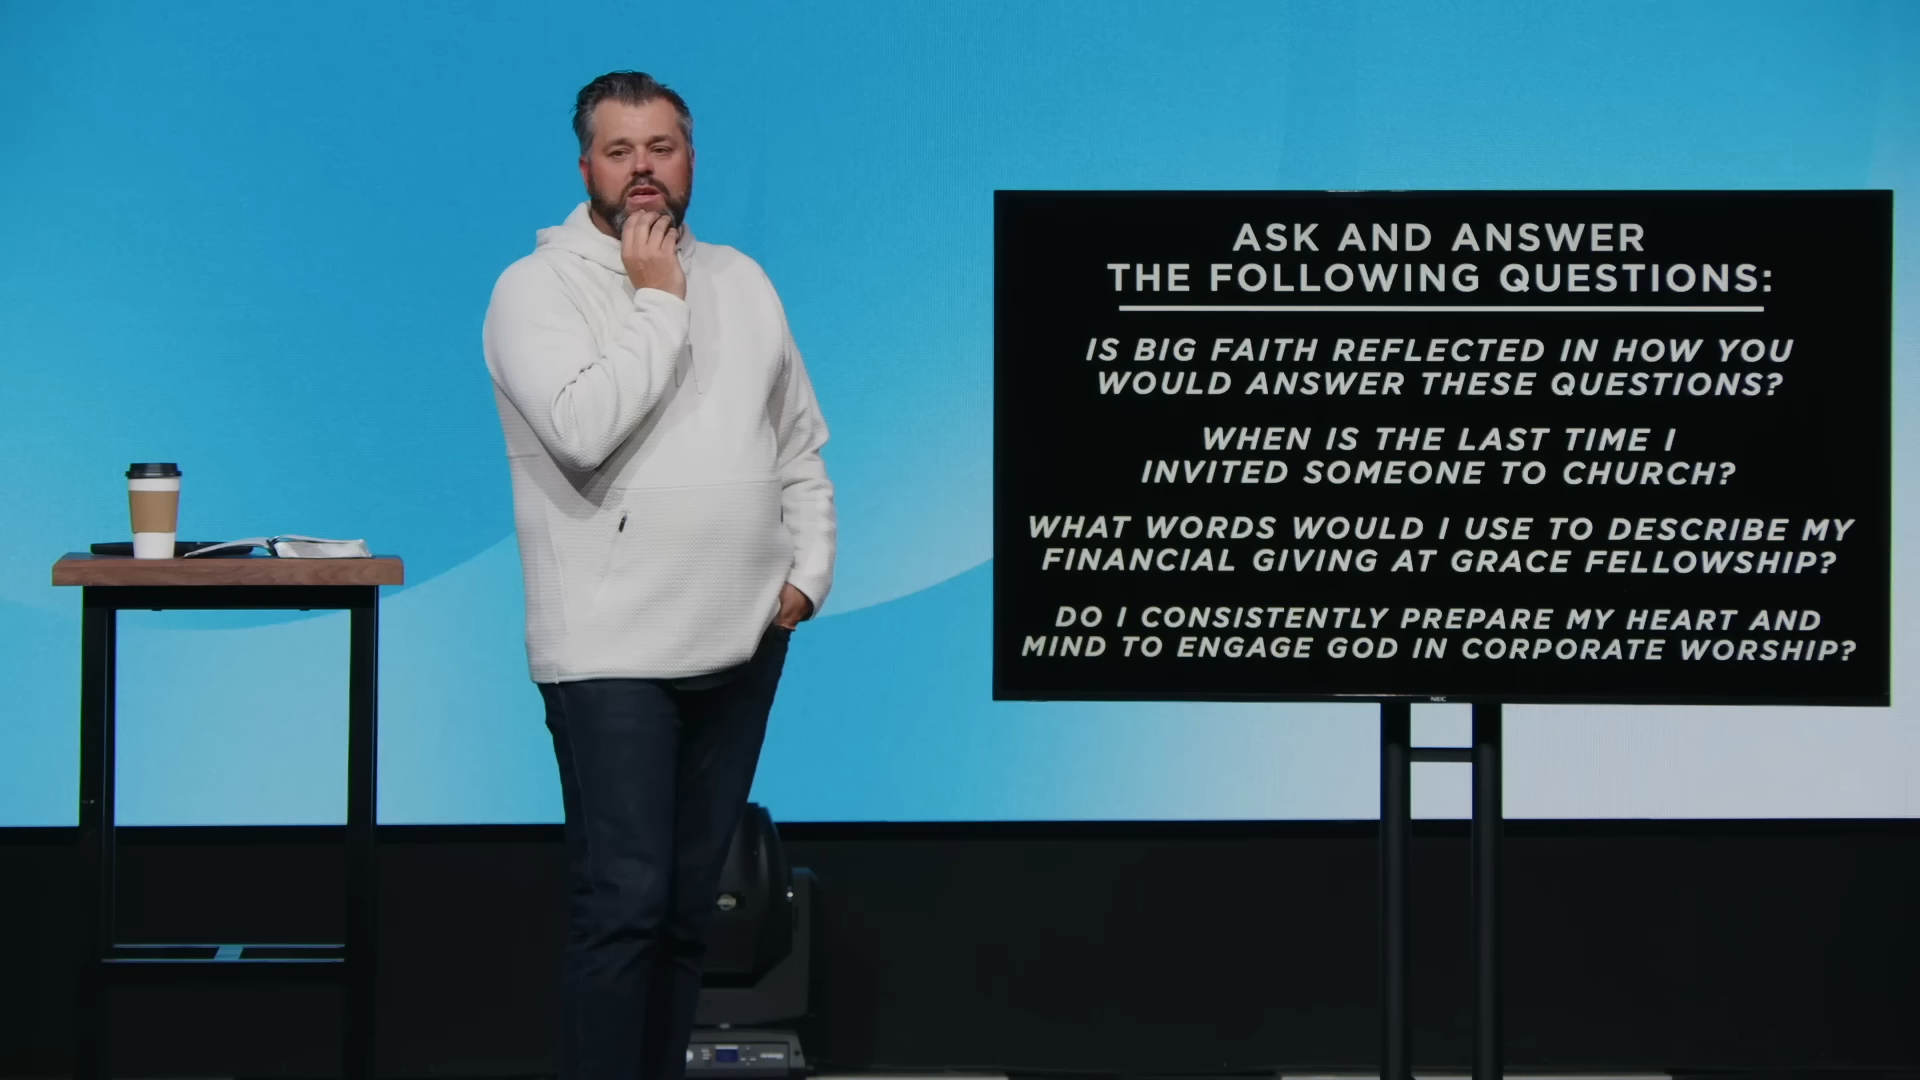 ASK AND ANSWER
THE FOLLOWING QUESTIONS:
IS BIG FAITH REFLECTED IN HOW YOU
WOULD ANSWER THESE QUESTIONS?
WHEN IS THE LAST TIME I
INVITED SOMEONE TO CHURCH?
WHAT WORDS WOULD I USE TO DESCRIBE MY
FINANCIAL GIVING AT GRACE FELLOWSHIP?
DO I CONSISTENTLY PREPARE MY HEART AND
MIND TO ENGAGE GOD IN CORPORATE WORSHIP?
NEC